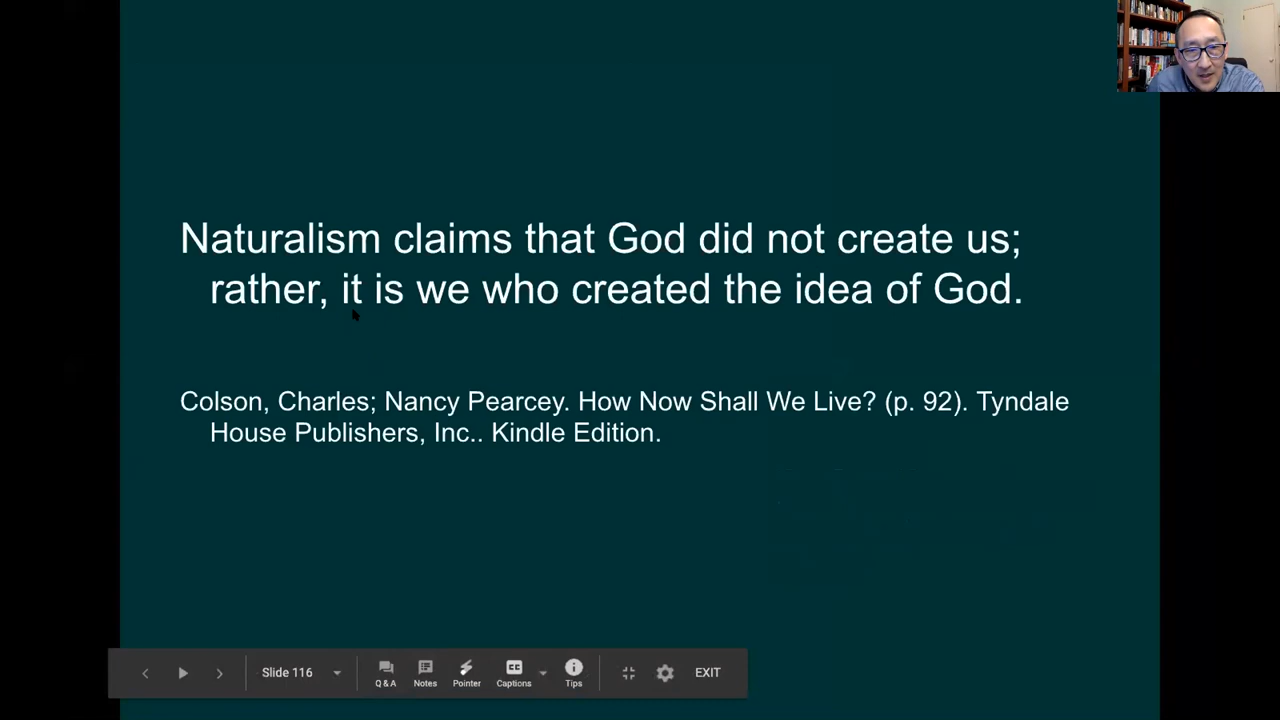 Naturalism claims that God did not create us;
rather, it is we who created the idea of God.
Colson, Charles; Nancy Pearcey. How Now Shall We Live? (p. 92). Tyndale
House Publishers, Inc.. Kindle Edition.
Slide 116
Q & A
Notes
Pointer
CC
Captions
Tips
EXIT